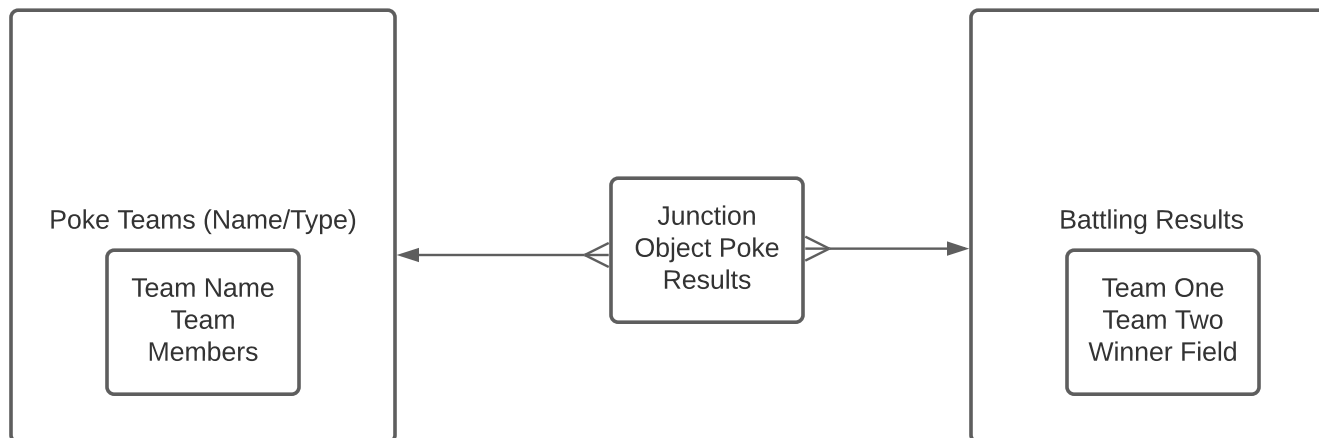 Poke Teams (Name/Type)
Team Name
Team
Members
Junction
Object Poke
Results
Battling Results
Team One
Team Two
Winner Field